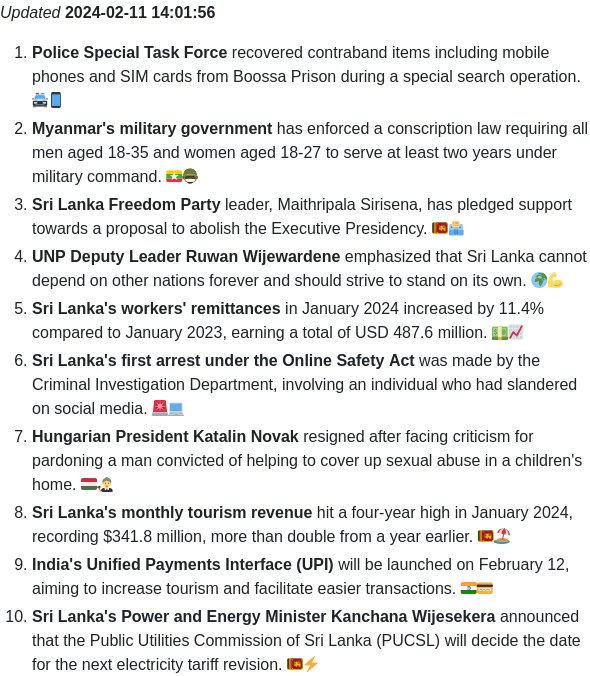 Updated 2024-02-11 14:01:56
1. Police Special Task Force recovered contraband items including mobile
phones and SIM cards from Boossa Prison during a special search operation.
🚔📱
2. Myanmar's military government has enforced a conscription law requiring all
men aged 18-35 and women aged 18-27 to serve at least two years under
military command. 🇲🇲🪖
3. Sri Lanka Freedom Party leader, Maithripala Sirisena, has pledged support
towards a proposal to abolish the Executive Presidency. 🇱🇰🗳️
4. UNP Deputy Leader Ruwan Wijewardene emphasized that Sri Lanka cannot
depend on other nations forever and should strive to stand on its own. 🌍💪
5. Sri Lanka's workers' remittances in January 2024 increased by 11.4%
compared to January 2023, earning a total of USD 487.6 million. 💵📈
6. Sri Lanka's first arrest under the Online Safety Act was made by the
Criminal Investigation Department, involving an individual who had slandered
on social media. 🚨💻
7. Hungarian President Katalin Novak resigned after facing criticism for
pardoning a man convicted of helping to cover up sexual abuse in a children's
home. 🇭🇺🤵
8. Sri Lanka's monthly tourism revenue hit a four-year high in January 2024,
recording $341.8 million, more than double from a year earlier. 🇱🇰🏖️
9. India's Unified Payments Interface (UPI) will be launched on February 12,
aiming to increase tourism and facilitate easier transactions. 🇮🇳💳
10. Sri Lanka's Power and Energy Minister Kanchana Wijesekera announced
that the Public Utilities Commission of Sri Lanka (PUCSL) will decide the date
for the next electricity tariff revision. 🇱🇰⚡